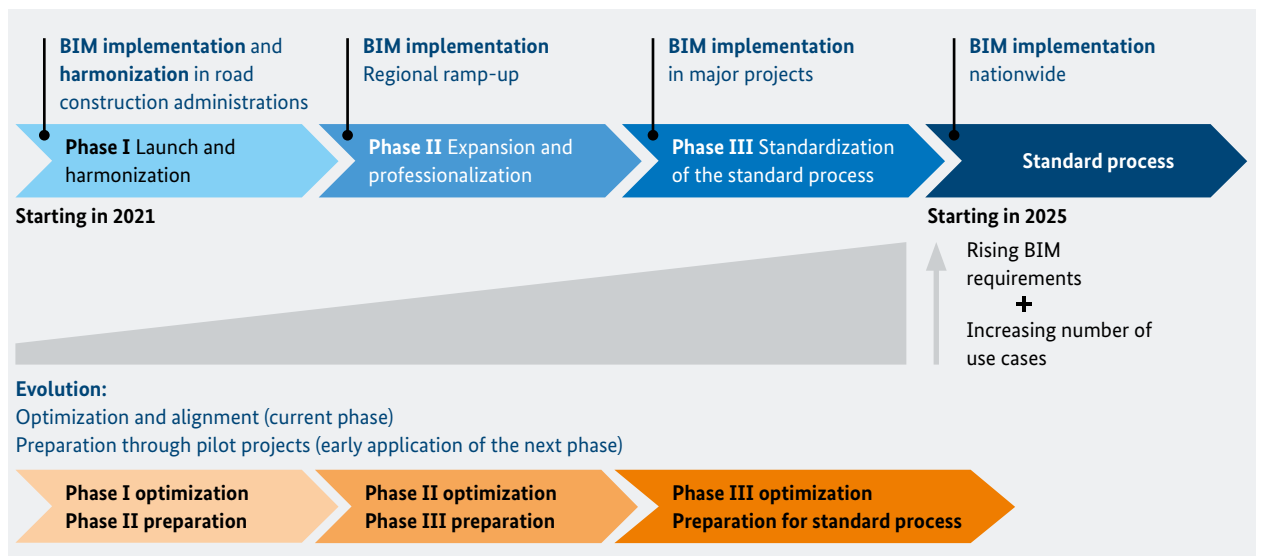 BIM implementation and
harmonization in road
construction administrations
BIM implementation
Regional ramp-up
BIM implementation
in major projects
BIM implementation
nationwide
Phase I Launch and
harmonization
Phase II Expansion and
professionalization
Phase III Standardization
of the standard process
Standard process
Starting in 2021
Starting in 2025
Rising BIM
requirements
+
Increasing number of
use cases
Evolution:
Optimization and alignment (current phase)
Preparation through pilot projects (early application of the next phase)
Phase I optimization
Phase II preparation
Phase II optimization
Phase III preparation
Phase III optimization
Preparation for standard process